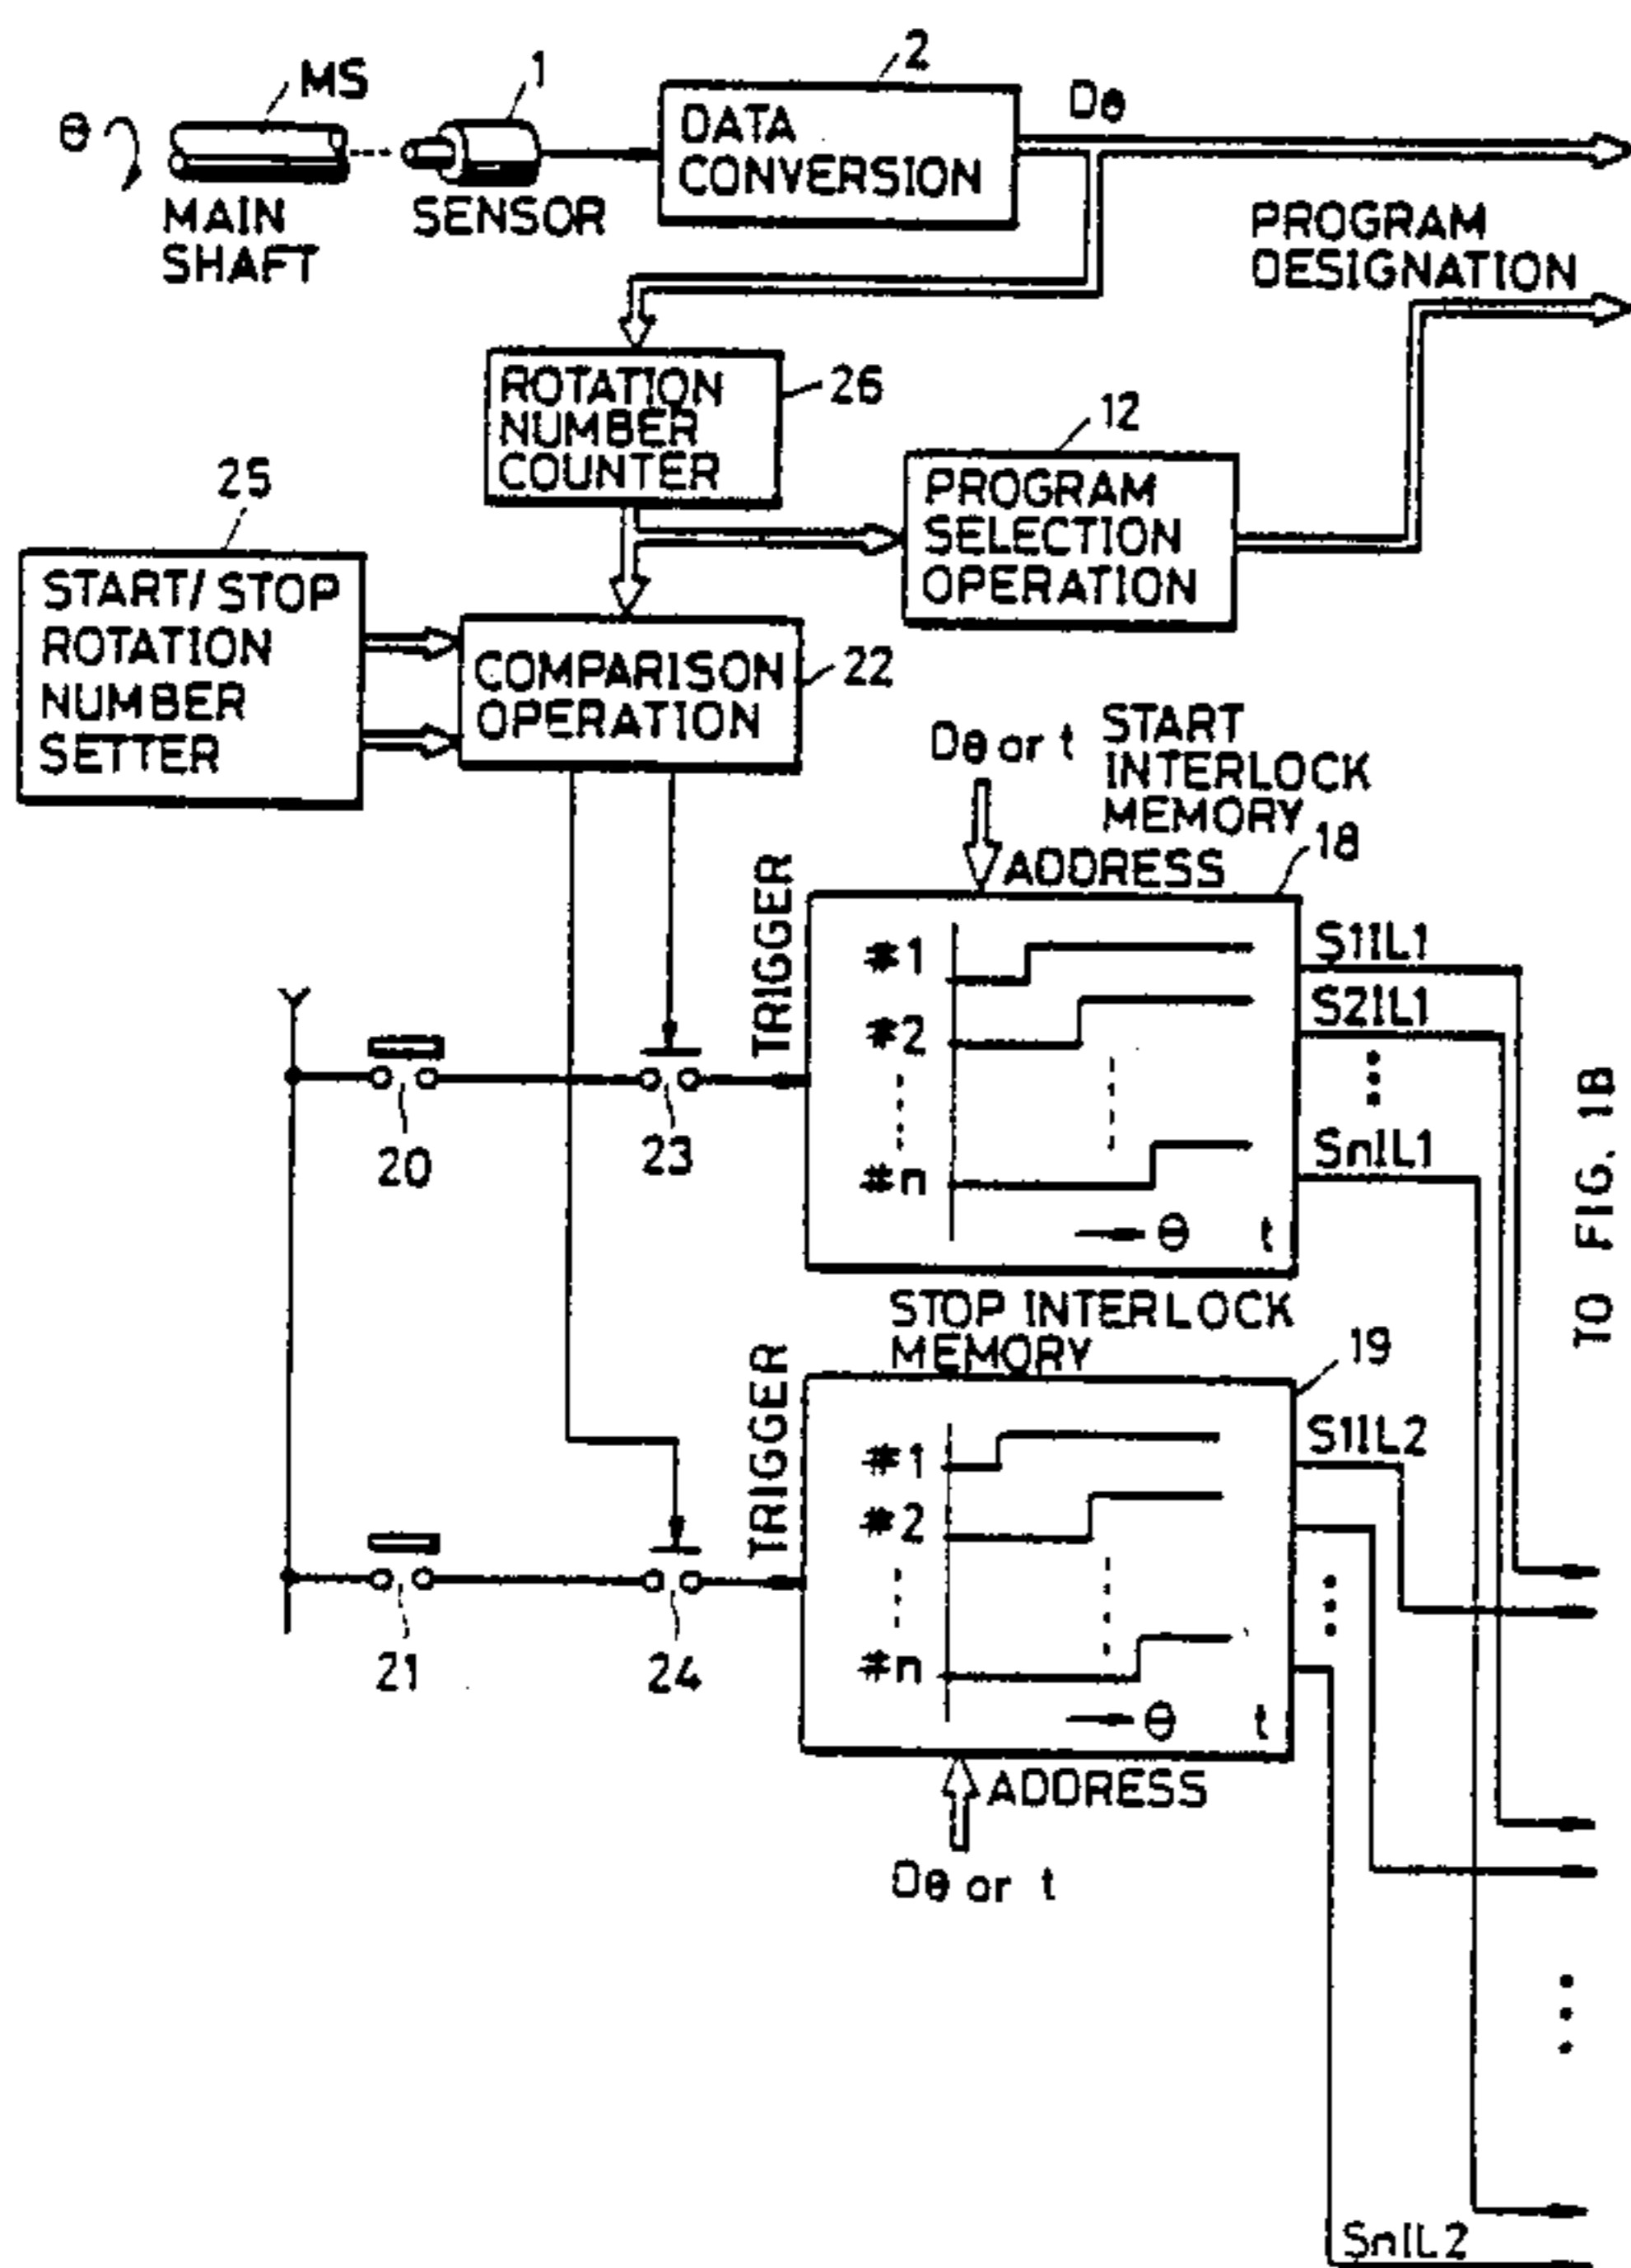 MS
1
2
θ
DATA
CONVERSION
Dθ
MAIN
SHAFT
SENSOR
PROGRAM
DESIGNATION
ROTATION
NUMBER
COUNTER
26
12
PROGRAM
SELECTION
OPERATION
25
START/STOP
ROTATION
NUMBER
SETTER
COMPARISON
OPERATION
22
Dθ or t
START
INTERLOCK
MEMORY
ADDRESS
18
TRIGGER
#1
#2
#n
θ t
S1IL1
S2IL1
SnIL1
20
23
TO FIG. 1B
STOP INTERLOCK
MEMORY
19
TRIGGER
#1
#2
#n
θ t
S1IL2
21
24
ADDRESS
Dθ or t
SnIL2